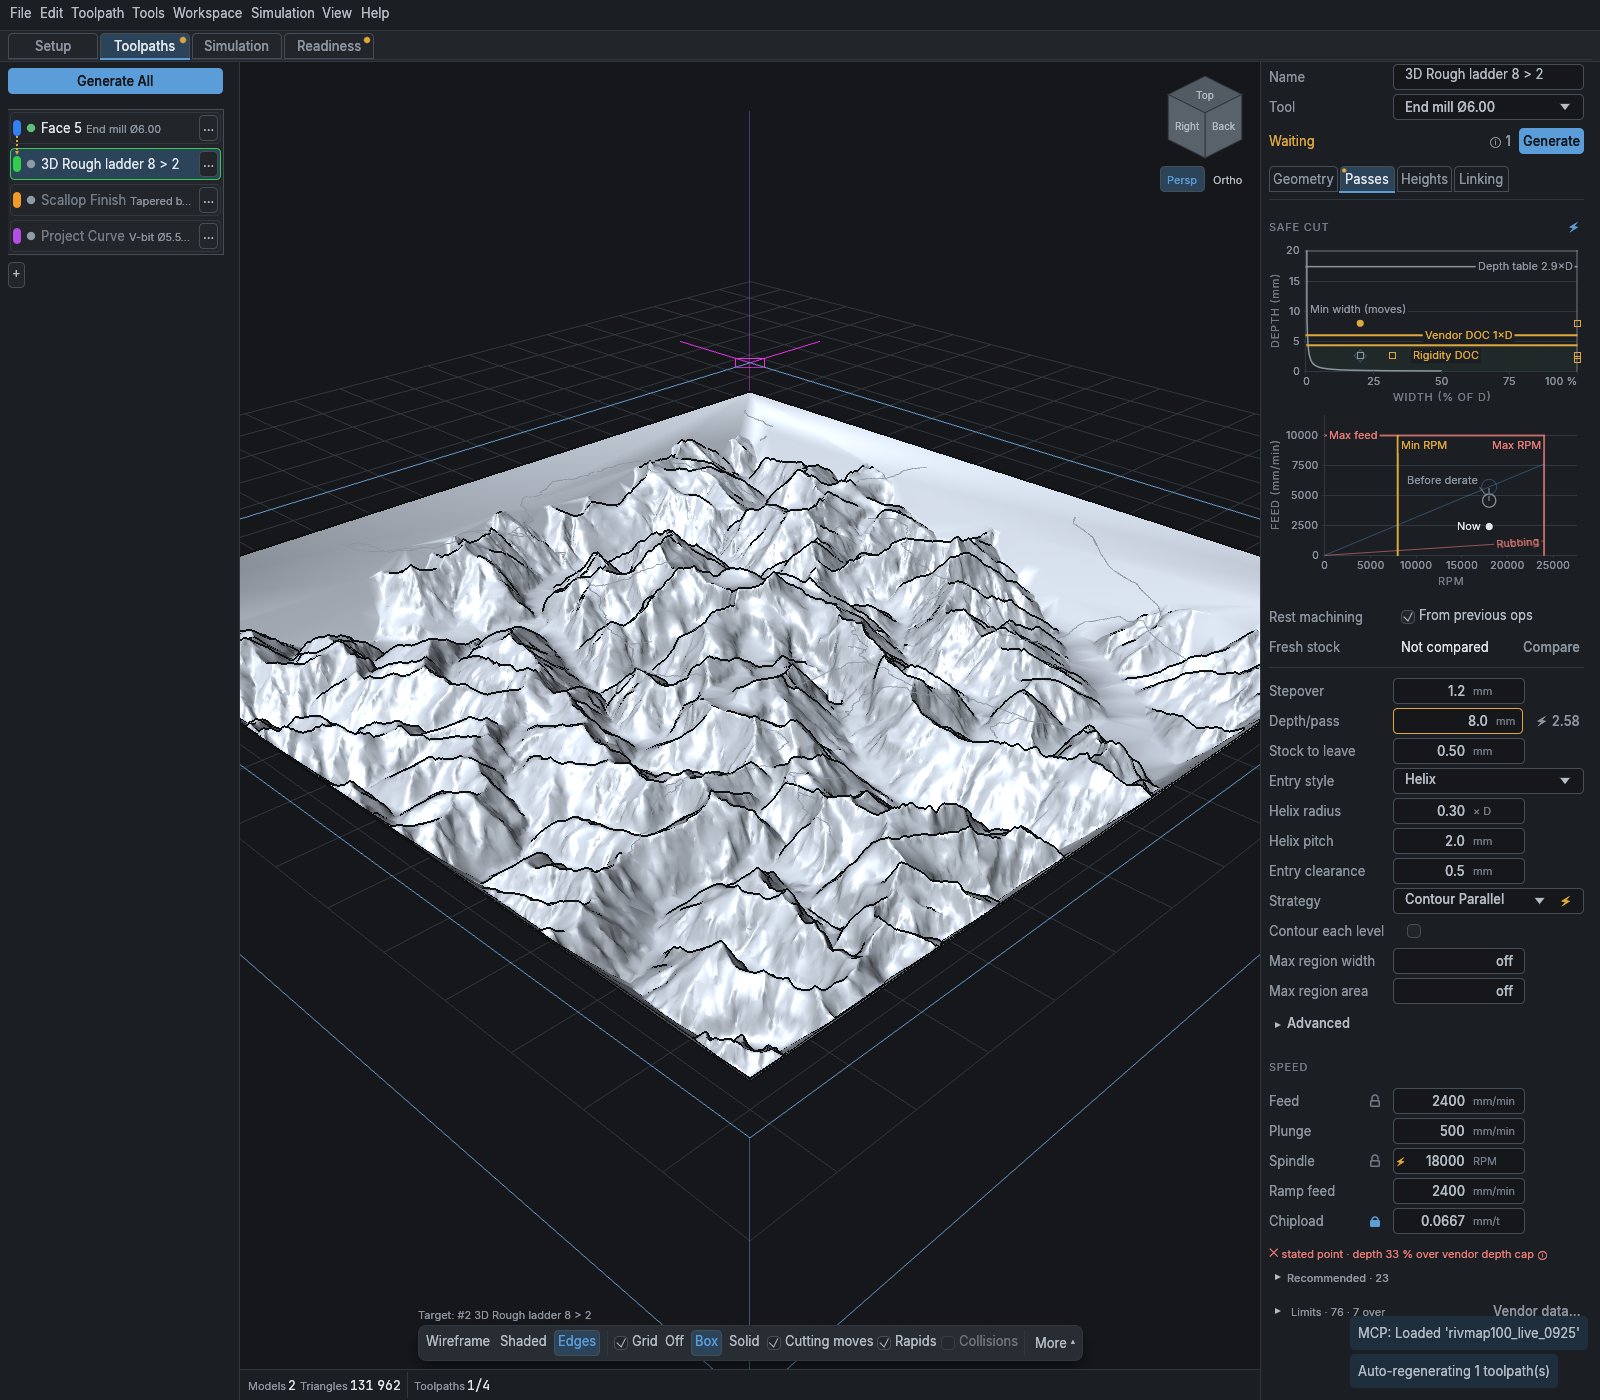 File Edit Toolpath Tools Workspace Simulation View Help
Setup Toolpaths Simulation Readiness
Generate All
Face 5 End mill Ø6.00 ...
3D Rough ladder 8 > 2 ...
Scallop Finish Tapered b... ...
Project Curve V-bit Ø5.5... ...
+
Top
Right Back
Persp Ortho
Name 3D Rough ladder 8 > 2
Tool End mill Ø6.00
Waiting 1 Generate
Geometry Passes Heights Linking
SAFE CUT
20
Depth table 2.9×D
15
10 Min width (moves)
Vendor DOC 1×D
5
Rigidity DOC
0
0 25 50 75 100 %
DEPTH (mm)
WIDTH (% OF D)
10000 Max feed
Min RPM Max RPM
7500
Before derate
5000
2500 Now
Rubbing
0
0 5000 10000 15000 20000 25000
FEED (mm/min)
RPM
Rest machining From previous ops
Fresh stock Not compared Compare
Stepover 1.2 mm
Depth/pass 8.0 mm 2.58
Stock to leave 0.50 mm
Entry style Helix
Helix radius 0.30 × D
Helix pitch 2.0 mm
Entry clearance 0.5 mm
Strategy Contour Parallel
Contour each level
Max region width off
Max region area off
Advanced
SPEED
Feed 2400 mm/min
Plunge 500 mm/min
Spindle 18000 RPM
Ramp feed 2400 mm/min
Chipload 0.0667 mm/t
stated point · depth 33 % over vendor depth cap
Recommended · 23
Limits · 76 · 7 over Vendor data...
MCP: Loaded 'rivmap100_live_0925'
Auto-regenerating 1 toolpath(s)
Target: #2 3D Rough ladder 8 > 2
Wireframe Shaded Edges Grid Off Box Solid Cutting moves Rapids Collisions More
Models 2 Triangles 131 962 Toolpaths 1/4